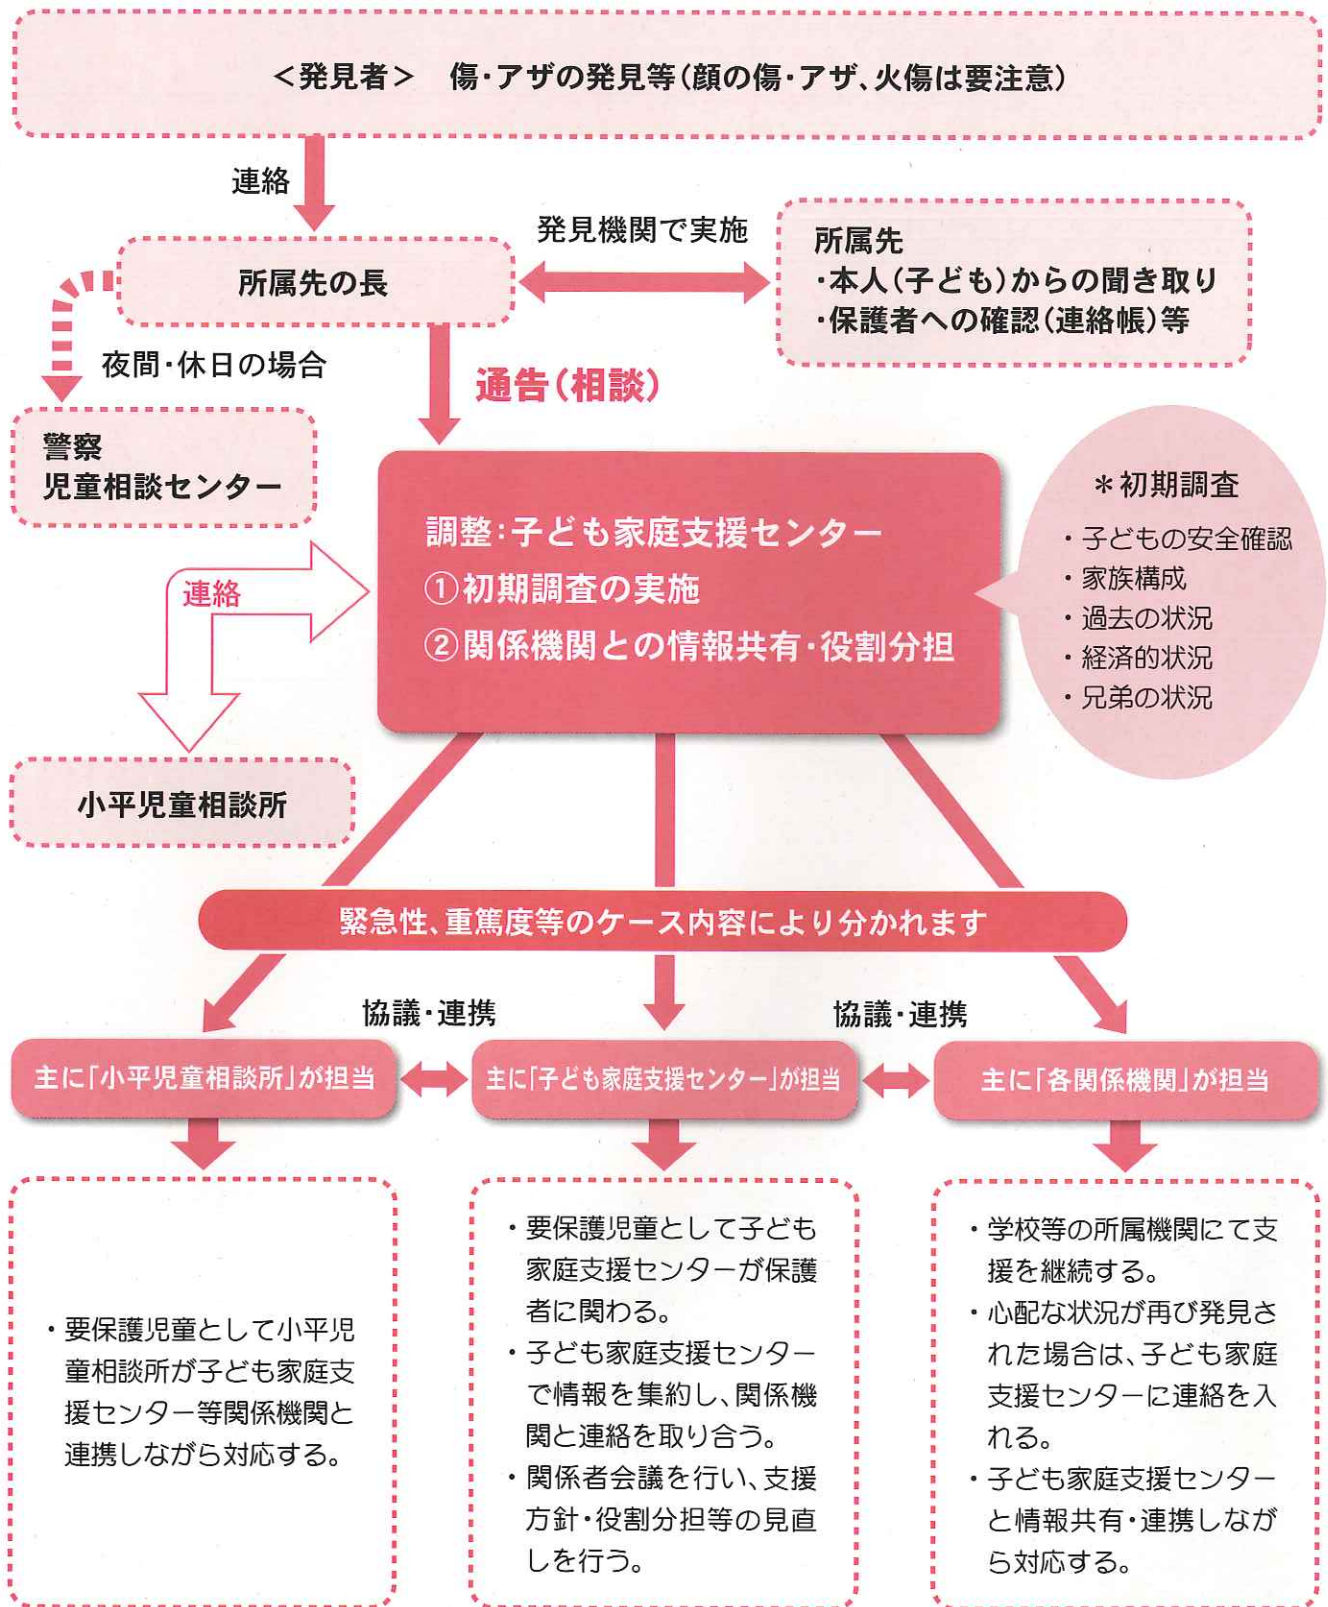 ＜発見者＞　傷・アザの発見等（顔の傷・アザ、火傷は要注意）
連絡
所属先の長
発見機関で実施
所属先
・本人（子ども）からの聞き取り
・保護者への確認（連絡帳）等
夜間・休日の場合
通告（相談）
警察
児童相談センター
調整：子ども家庭支援センター
①初期調査の実施
②関係機関との情報共有・役割分担
＊初期調査
・子どもの安全確認
・家族構成
・過去の状況
・経済的状況
・兄弟の状況
連絡
小平児童相談所
緊急性、重篤度等のケース内容により分かれます
協議・連携
協議・連携
主に「小平児童相談所」が担当
主に「子ども家庭支援センター」が担当
主に「各関係機関」が担当
・要保護児童として小平児
童相談所が子ども家庭支
援センター等関係機関と
連携しながら対応する。
・要保護児童として子ども
家庭支援センターが保護
者に関わる。
・子ども家庭支援センター
で情報を集約し、関係機
関と連絡を取り合う。
・関係者会議を行い、支援
方針・役割分担等の見直
しを行う。
・学校等の所属機関にて支
援を継続する。
・心配な状況が再び発見さ
れた場合は、子ども家庭
支援センターに連絡を入
れる。
・子ども家庭支援センター
と情報共有・連携しなが
ら対応する。